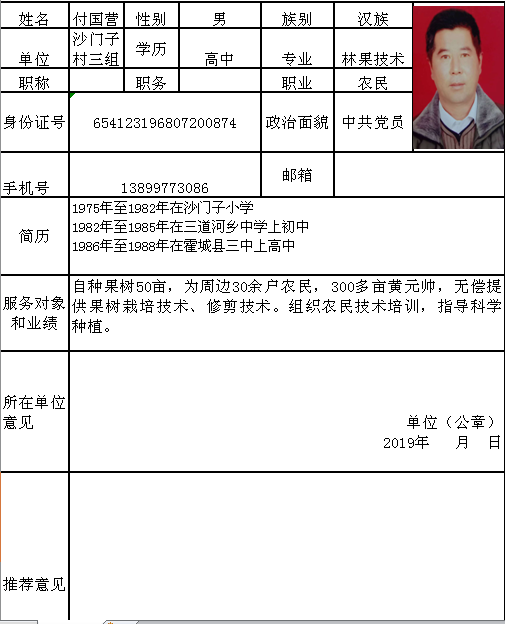 姓名 付国营 性别 男 族别 汉族
单位 沙门子村三组 学历 高中 专业 林果技术
职称 职务 职业 农民
身份证号 654123196807200874 政治面貌 中共党员
手机号 13899773086 邮箱
简历
1975年至1982年在沙门子小学
1982年至1985年在三道河乡中学上初中
1986年至1988年在霍城县三中上高中
服务对象和业绩
自种果树50亩，为周边30余户农民，300多亩黄元帅，无偿提
供果树栽培技术、修剪技术。组织农民技术培训，指导科学
种植。
所在单位
意见
单位（公章）
2019年 月 日
推荐意见